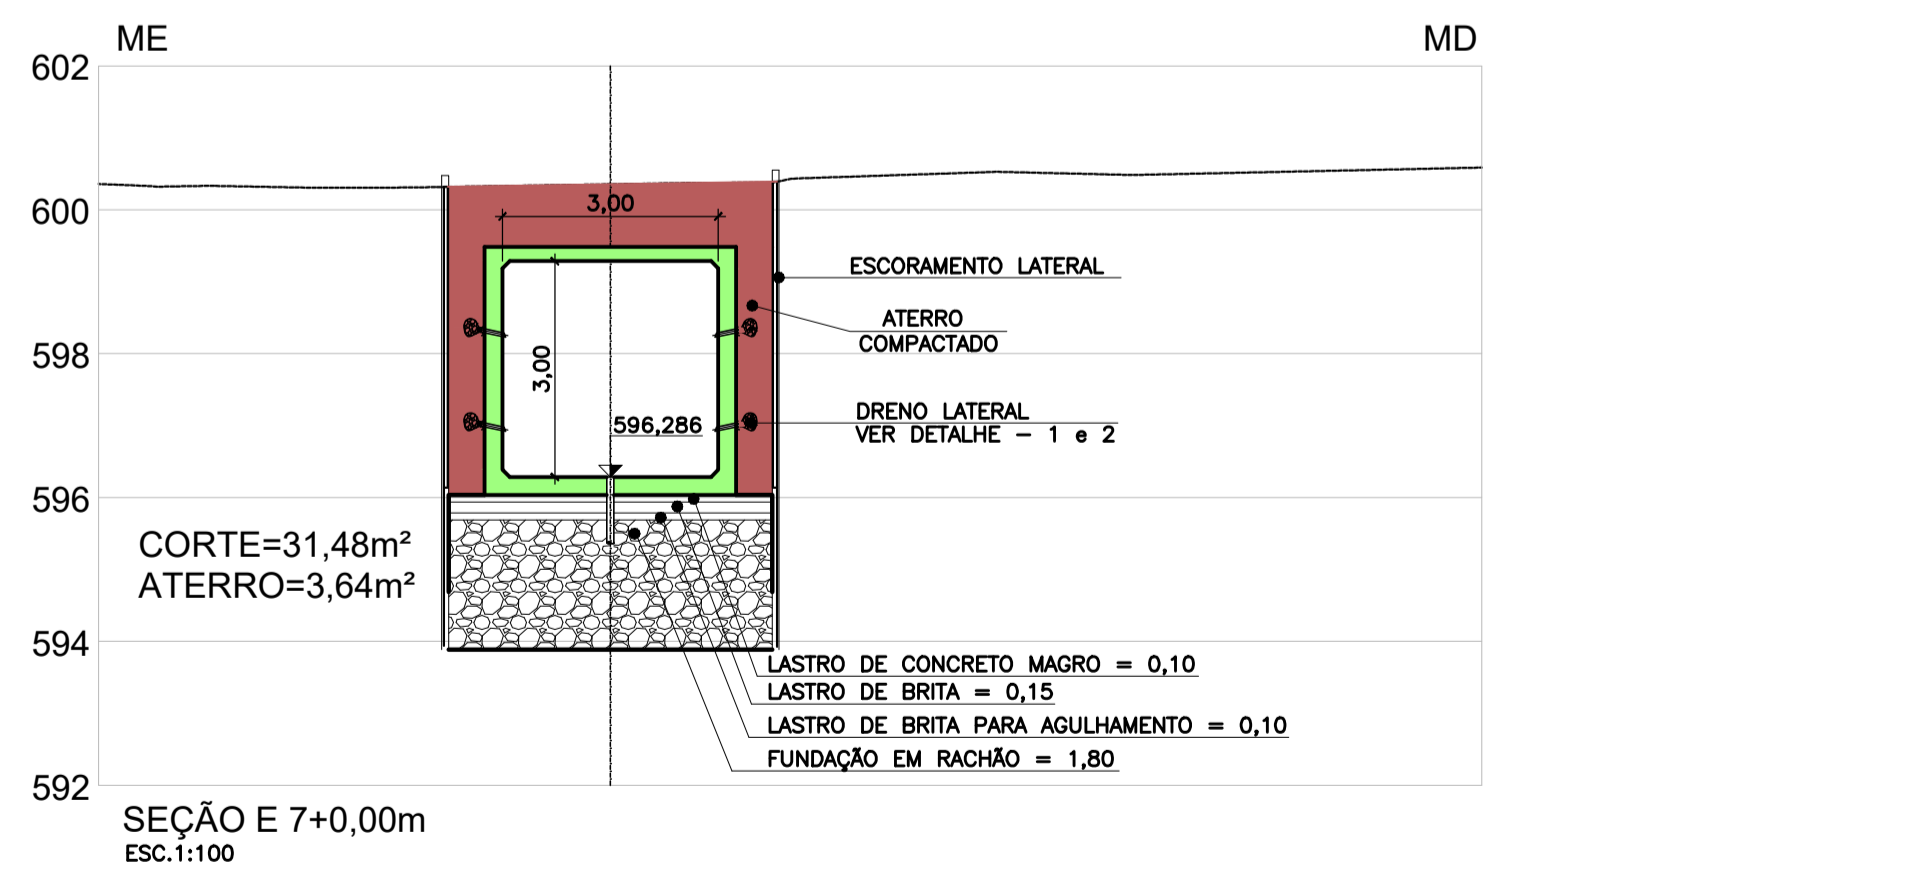 ME
MD
602
600
598
596
594
592
3,00
3,00
596,286
ESCORAMENTO LATERAL
ATERRO
COMPACTADO
DRENO LATERAL
VER DETALHE - 1 e 2
CORTE=31,48m²
ATERRO=3,64m²
LASTRO DE CONCRETO MAGRO = 0,10
LASTRO DE BRITA = 0,15
LASTRO DE BRITA PARA AGULHAMENTO = 0,10
FUNDAÇÃO EM RACHÃO = 1,80
SEÇÃO E 7+0,00m
ESC.1:100